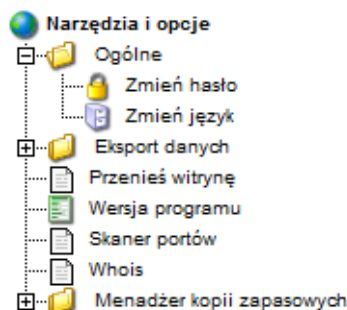 Narzędzia i opcje
Ogólne
Zmień hasło
Zmień język
Eksport danych
Przenieś witrynę
Wersja programu
Skaner portów
Whois
Menadżer kopii zapasowych